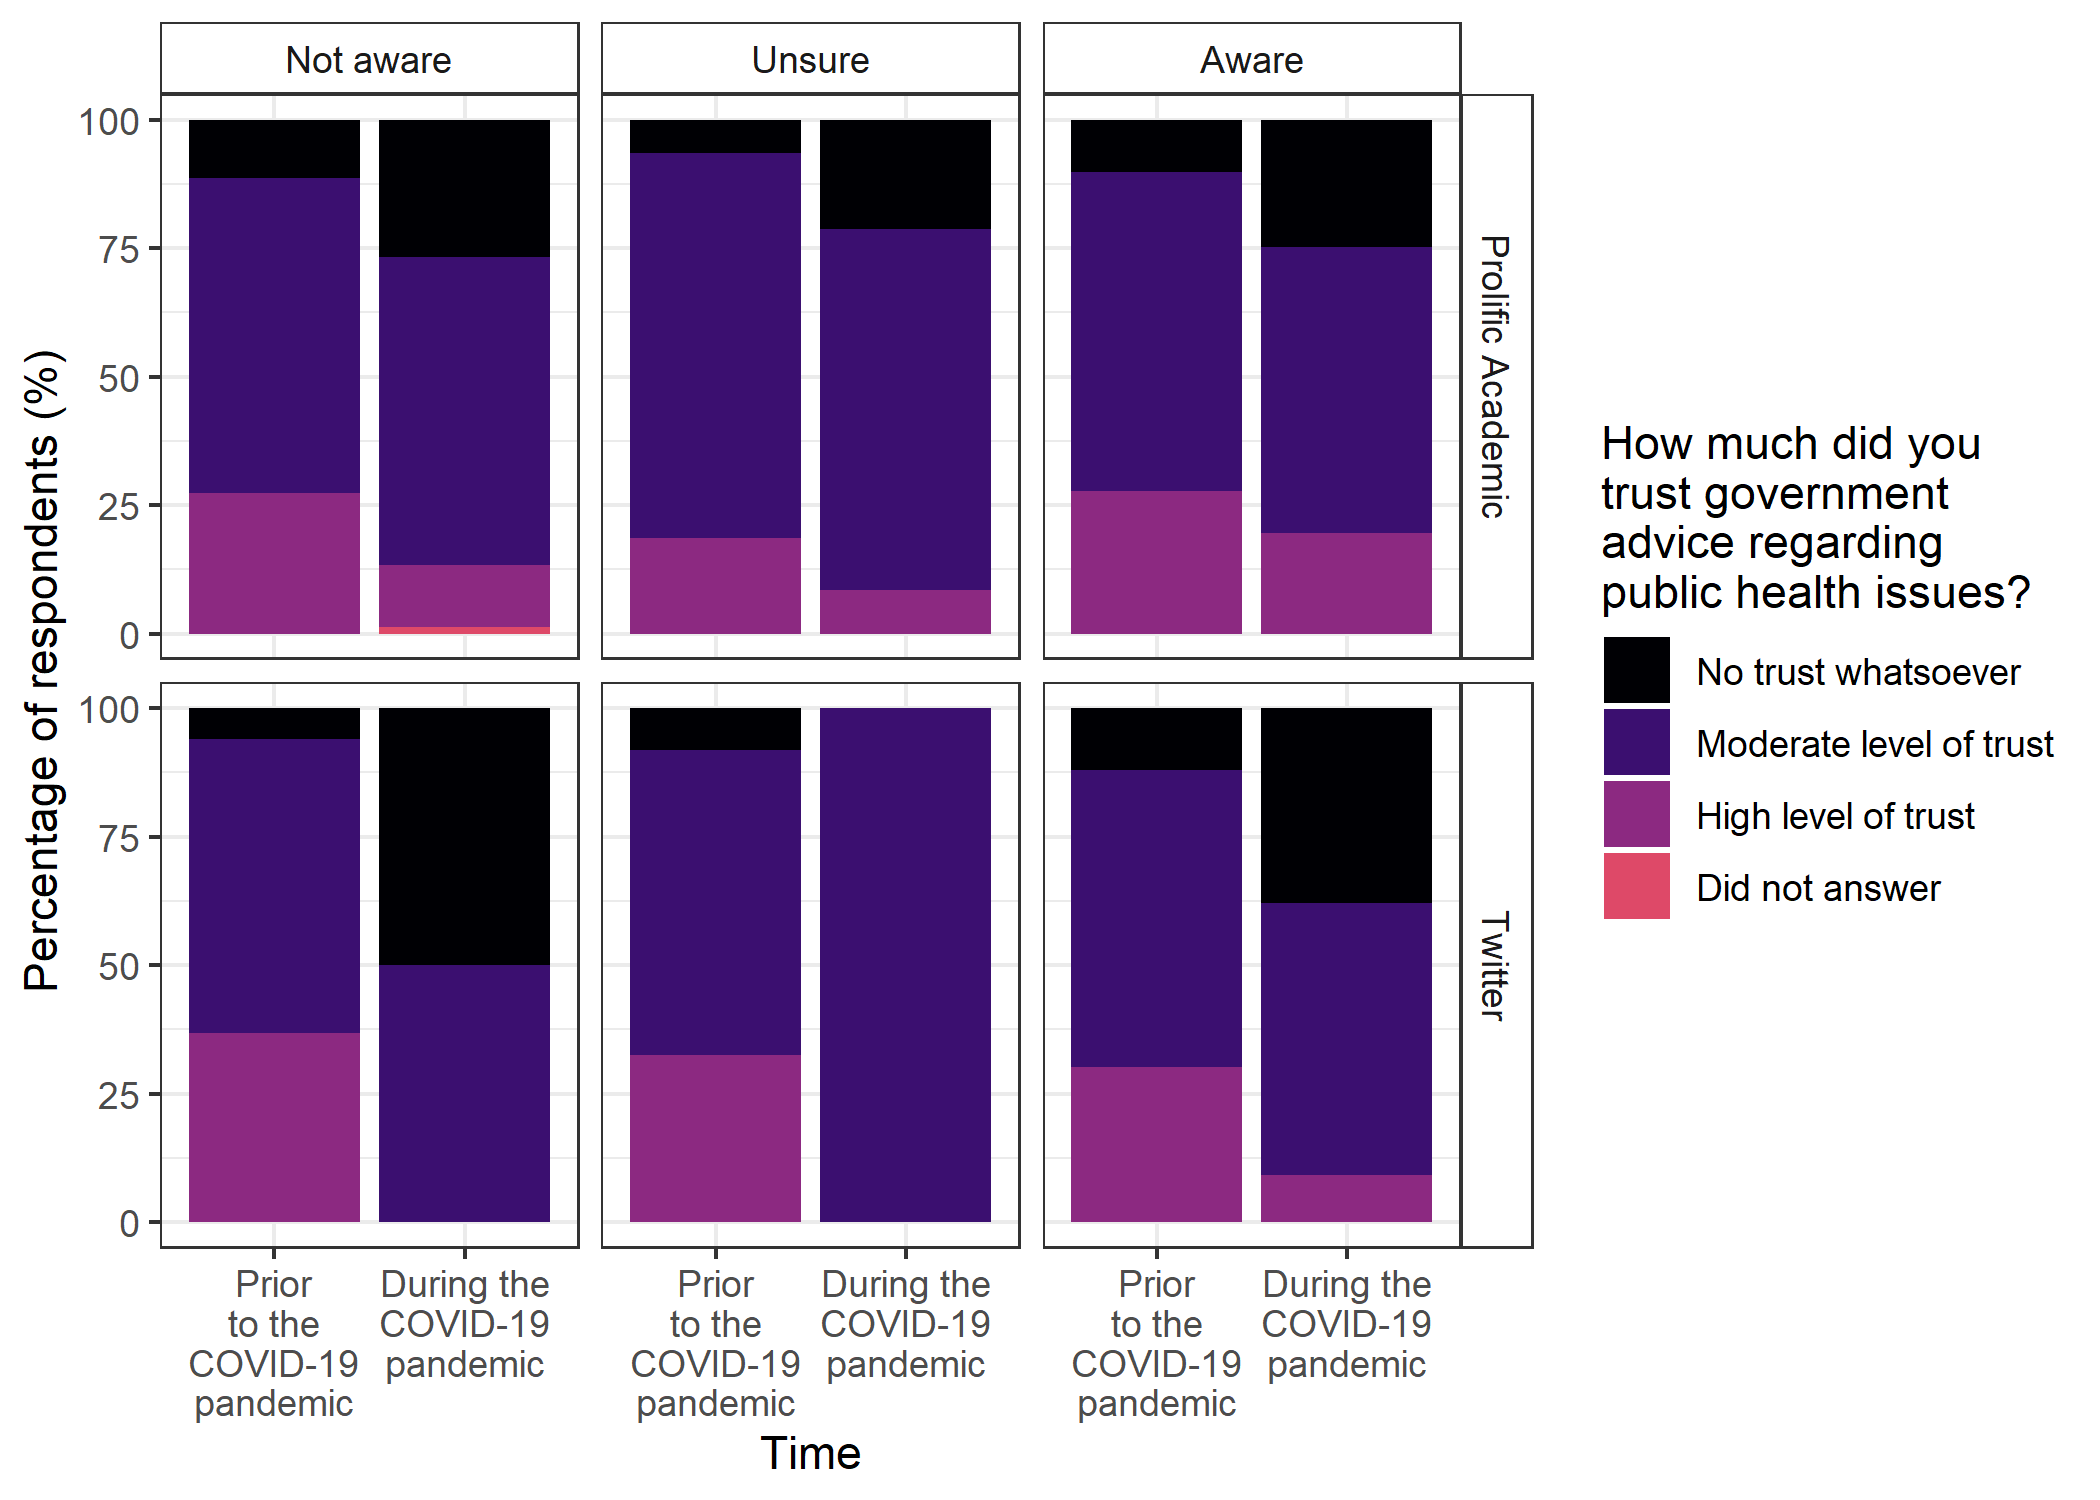 Not aware
Unsure
Aware
100
75
50
25
0
Prolific Academic
100
75
50
25
0
Twitter
Percentage of respondents (%)
Prior
to the
COVID-19
pandemic
During the
COVID-19
pandemic
Prior
to the
COVID-19
pandemic
During the
COVID-19
pandemic
Prior
to the
COVID-19
pandemic
During the
COVID-19
pandemic
Time
How much did you
trust government
advice regarding
public health issues?
No trust whatsoever
Moderate level of trust
High level of trust
Did not answer